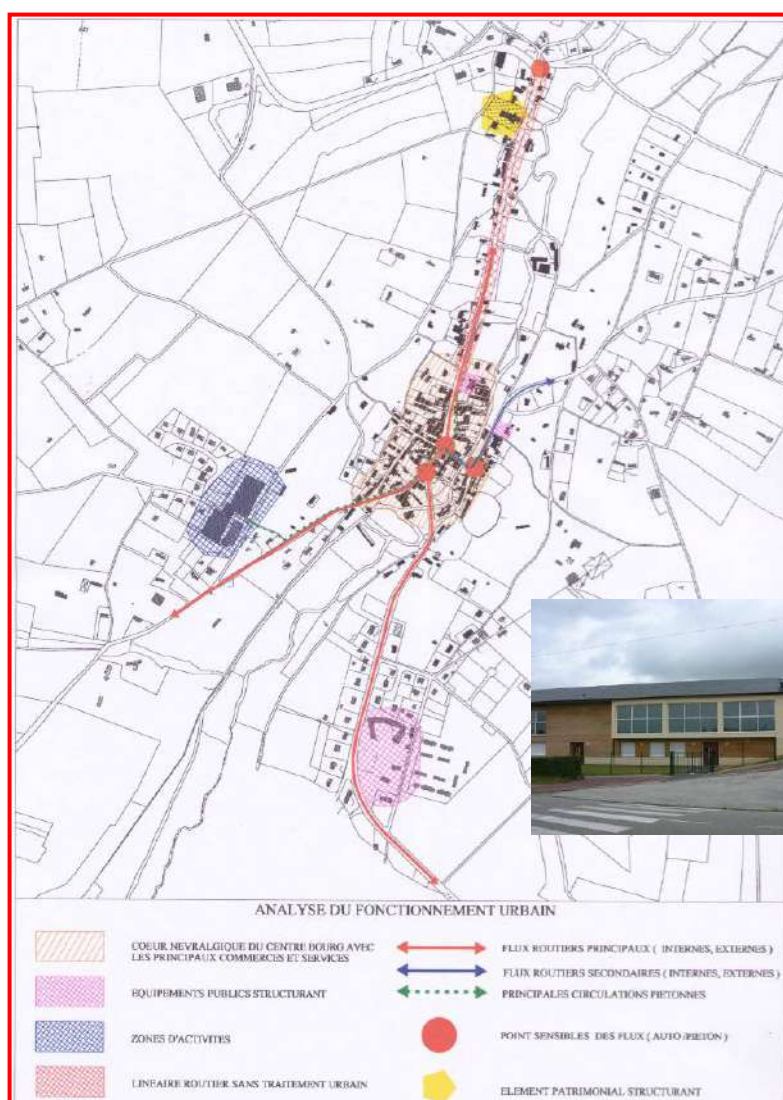 ANALYSE DU FONCTIONNEMENT URBAIN
COEUR NEVRALGIQUE DU CENTRE BOURG AVEC
LES PRINCIPAUX COMMERCES ET SERVICES
EQUIPEMENTS PUBLICS STRUCTURANT
ZONES D'ACTIVITES
LINEAIRE ROUTIER SANS TRAITEMENT URBAIN
FLUX ROUTIERS PRINCIPAUX ( INTERNES, EXTERNES )
FLUX ROUTIERS SECONDAIRES ( INTERNES, EXTERNES )
PRINCIPALES CIRCULATIONS PIETONNES
POINT SENSIBLES DES FLUX ( AUTO /PIETON )
ELEMENT PATRIMONIAL STRUCTURANT